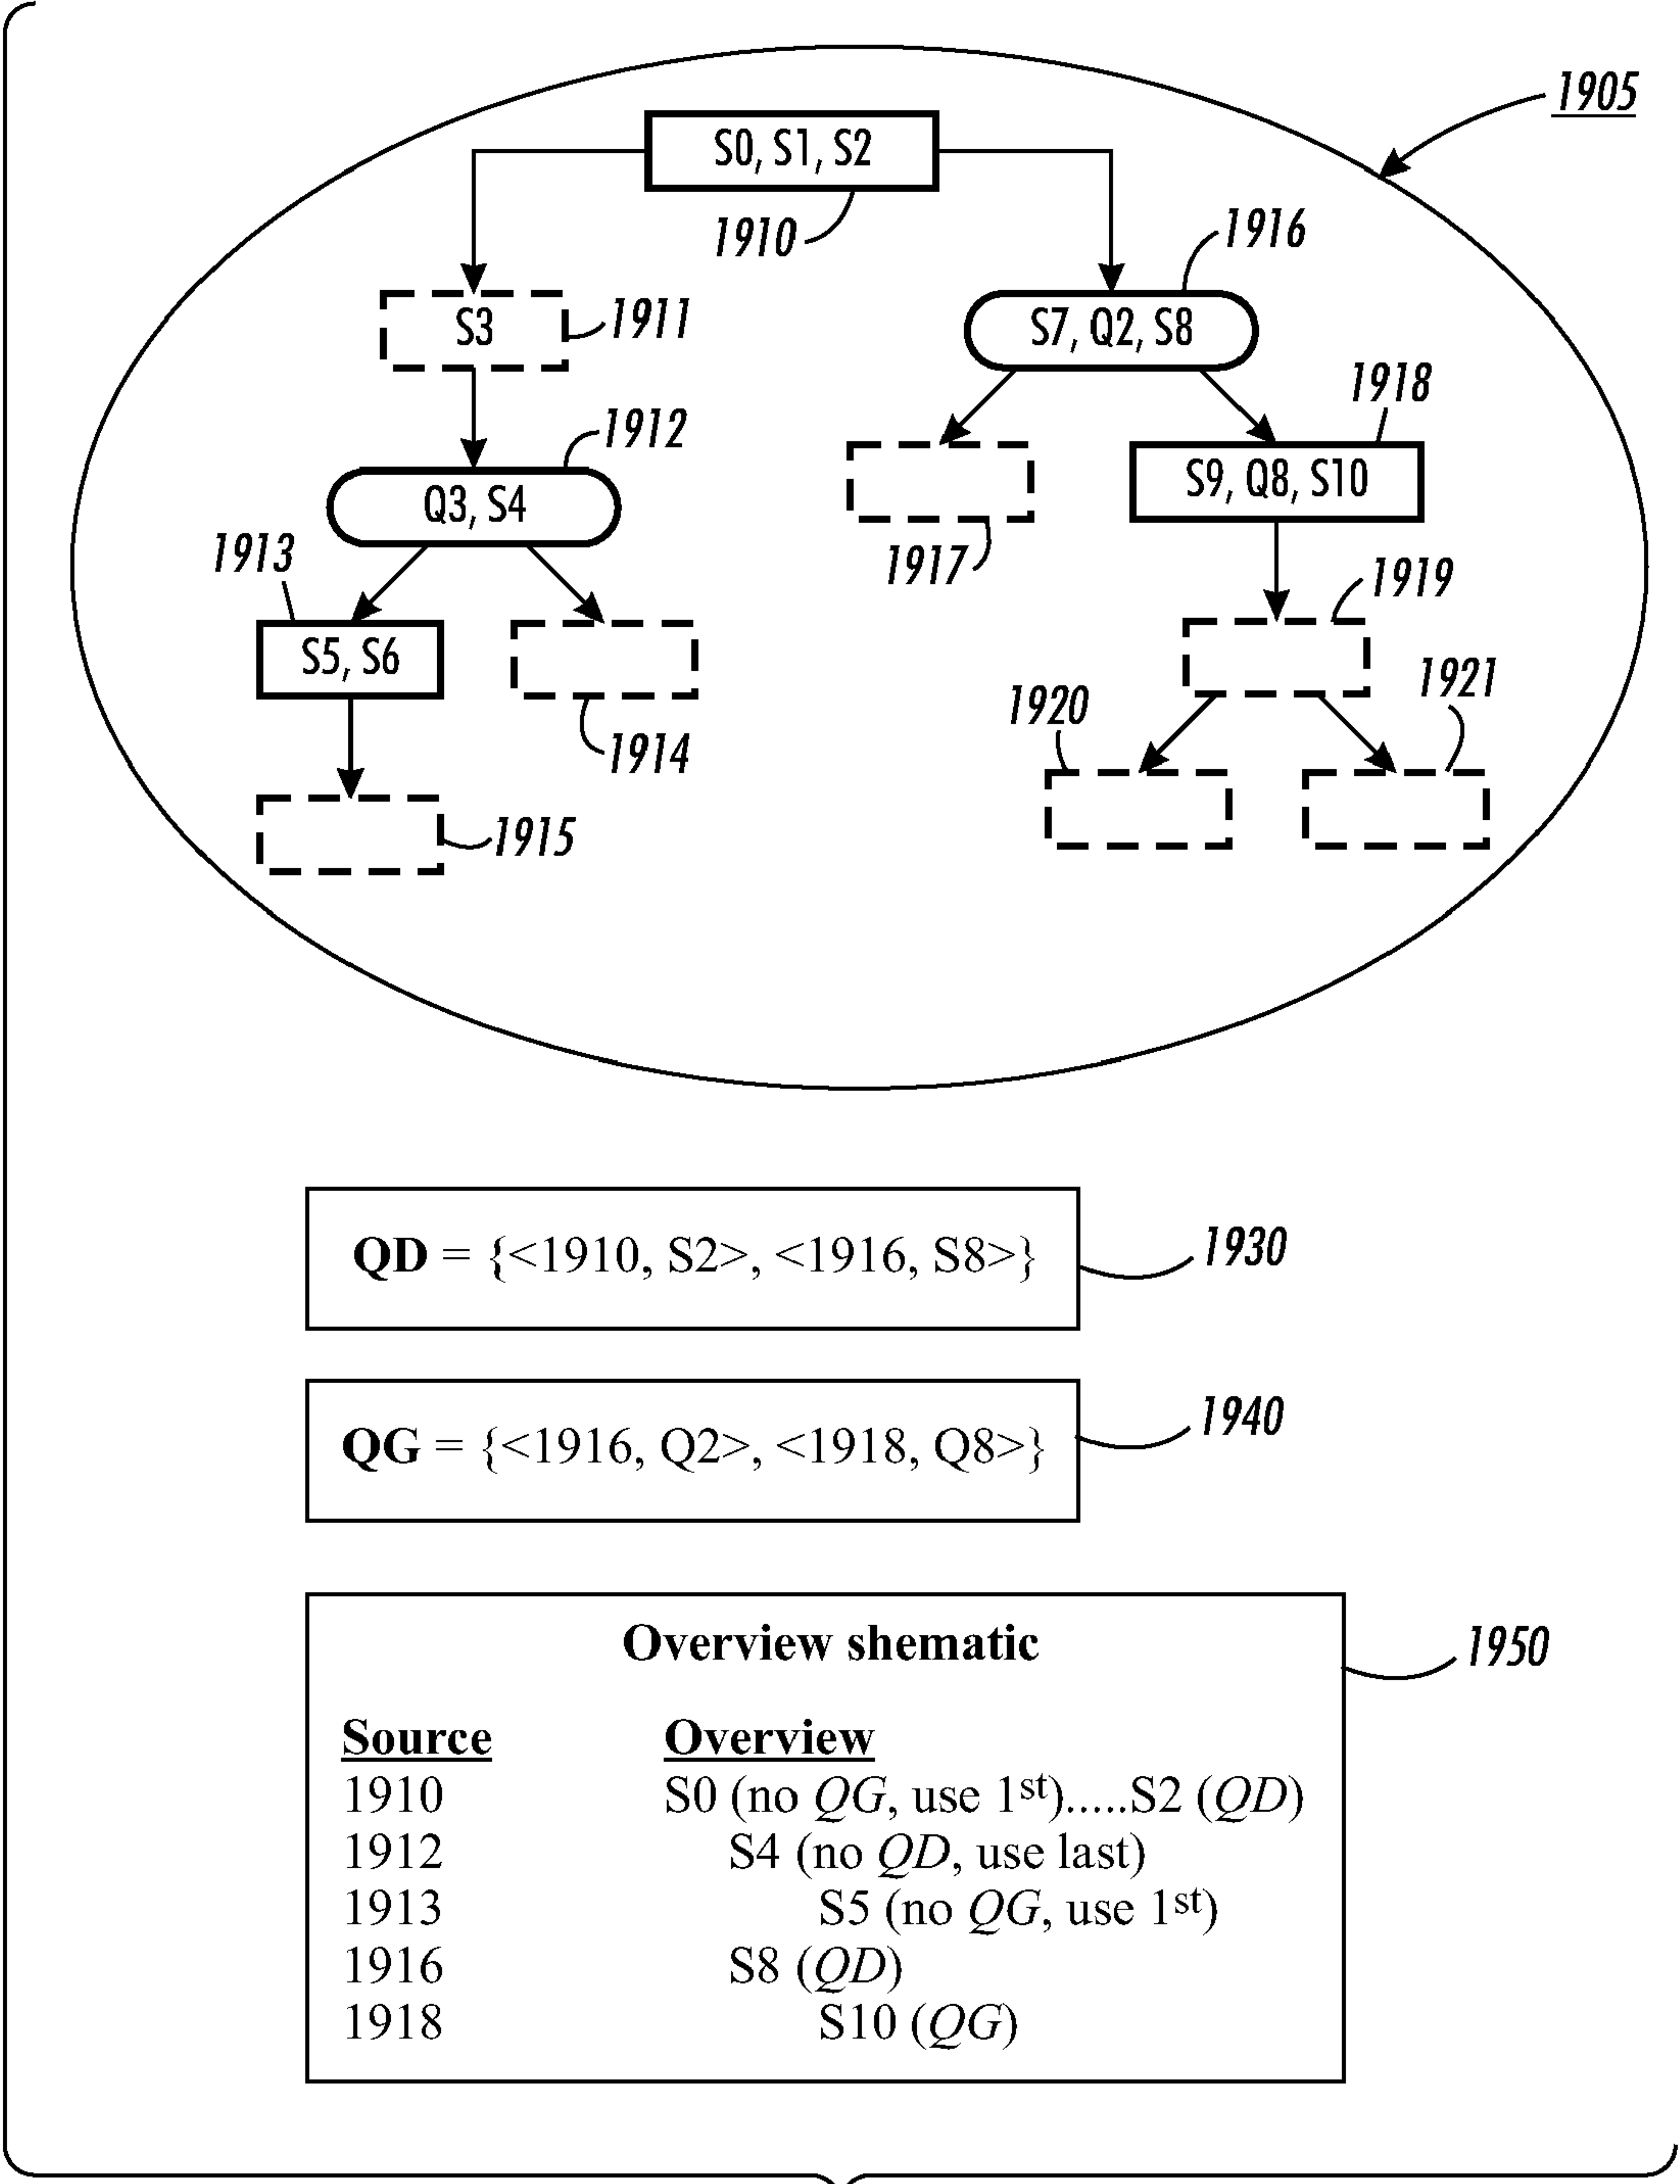 1905
S0, S1, S2
1910
1916
S3
1911
S7, Q2, S8
1912
1918
Q3, S4
S9, Q8, S10
1913
1917
1919
S5, S6
1914
1920
1921
1915
QD = {<1910, S2>, <1916, S8>}
1930
QG = {<1916, Q2>, <1918, Q8>}
1940
Overview shematic
1950
Source Overview
1910 S0 (no QG, use 1st).....S2 (QD)
1912 S4 (no QD, use last)
1913 S5 (no QG, use 1st)
1916 S8 (QD)
1918 S10 (QG)